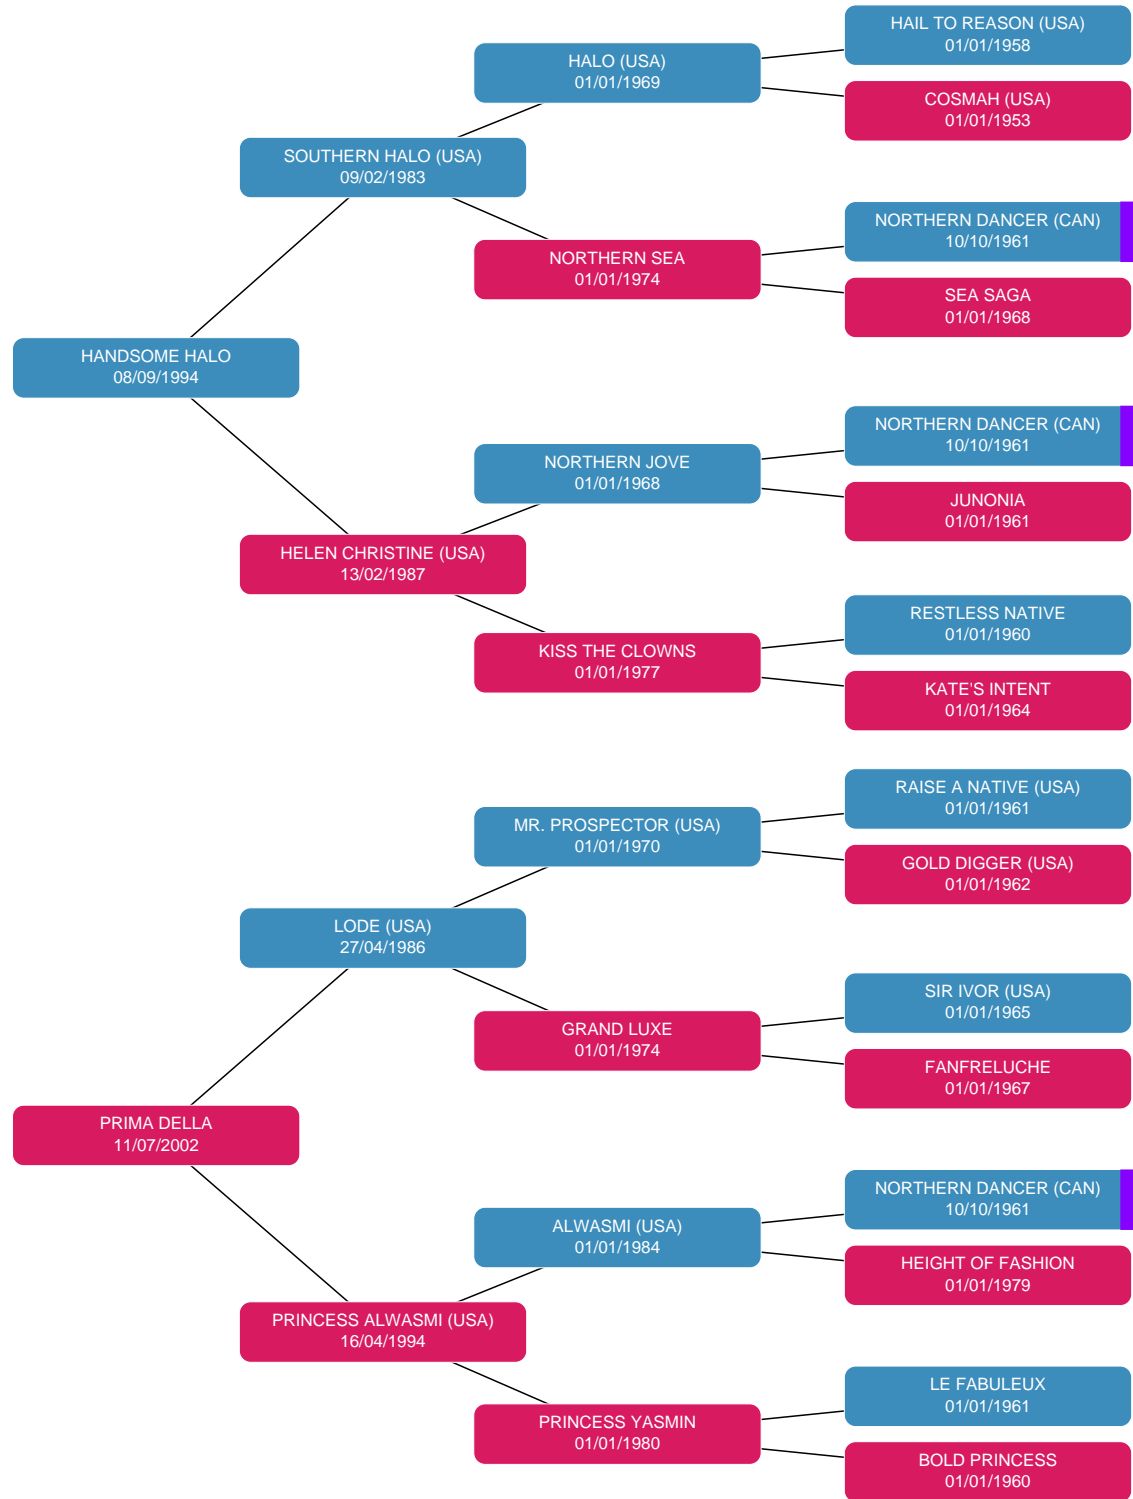 HAIL TO REASON (USA)
01/01/1958
HALO (USA)
01/01/1969
COSMAH (USA)
01/01/1953
SOUTHERN HALO (USA)
09/02/1983
NORTHERN DANCER (CAN)
10/10/1961
NORTHERN SEA
01/01/1974
SEA SAGA
01/01/1968
HANDSOME HALO
08/09/1994
NORTHERN DANCER (CAN)
10/10/1961
NORTHERN JOVE
01/01/1968
JUNONIA
01/01/1961
HELEN CHRISTINE (USA)
13/02/1987
RESTLESS NATIVE
01/01/1960
KISS THE CLOWNS
01/01/1977
KATE'S INTENT
01/01/1964
RAISE A NATIVE (USA)
01/01/1961
MR. PROSPECTOR (USA)
01/01/1970
GOLD DIGGER (USA)
01/01/1962
LODE (USA)
27/04/1986
SIR IVOR (USA)
01/01/1965
GRAND LUXE
01/01/1974
FANFRELUCHE
01/01/1967
PRIMA DELLA
11/07/2002
NORTHERN DANCER (CAN)
10/10/1961
ALWASMI (USA)
01/01/1984
HEIGHT OF FASHION
01/01/1979
PRINCESS ALWASMI (USA)
16/04/1994
LE FABULEUX
01/01/1961
PRINCESS YASMIN
01/01/1980
BOLD PRINCESS
01/01/1960